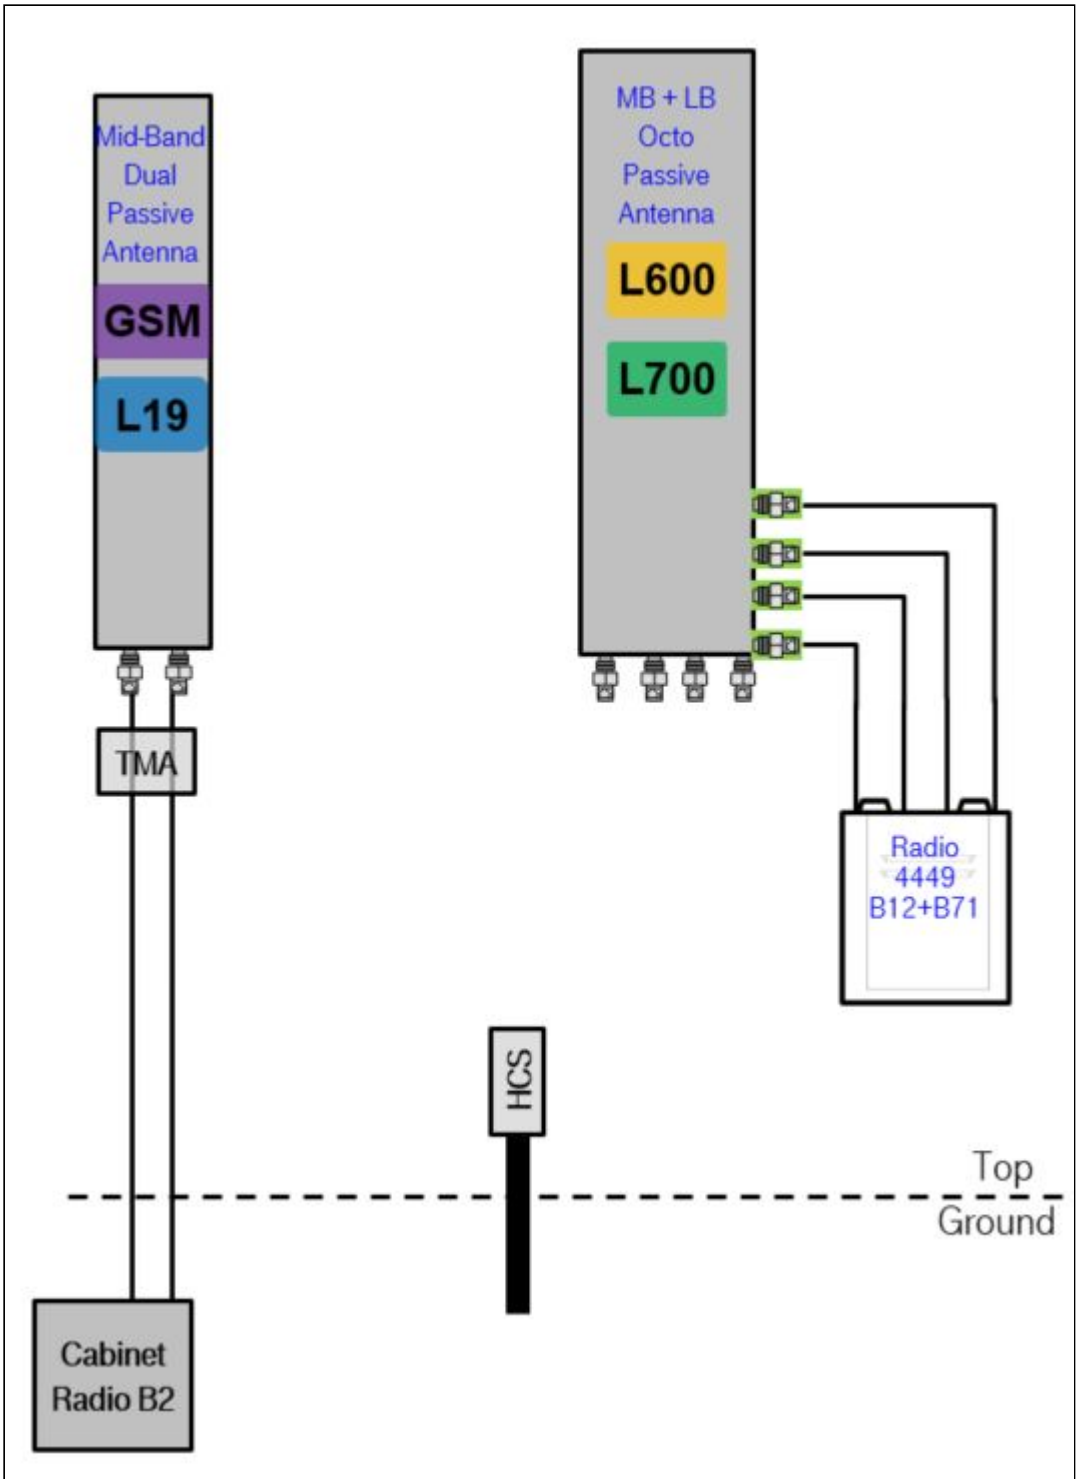 Mid-Band
Dual
Passive
Antenna
GSM
L19
TMA
MB + LB
Octo
Passive
Antenna
L600
L700
Radio
4449
B12+B71
HCS
Top
Ground
Cabinet
Radio B2